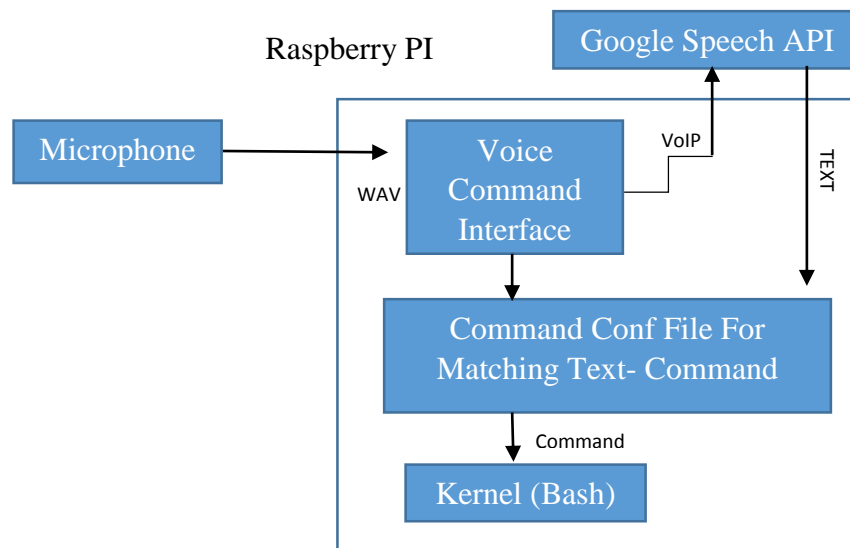 Google Speech API
Raspberry PI
Microphone
Voice
Command
Interface
VoIP
TEXT
WAV
Command Conf File For
Matching Text- Command
Command
Kernel (Bash)